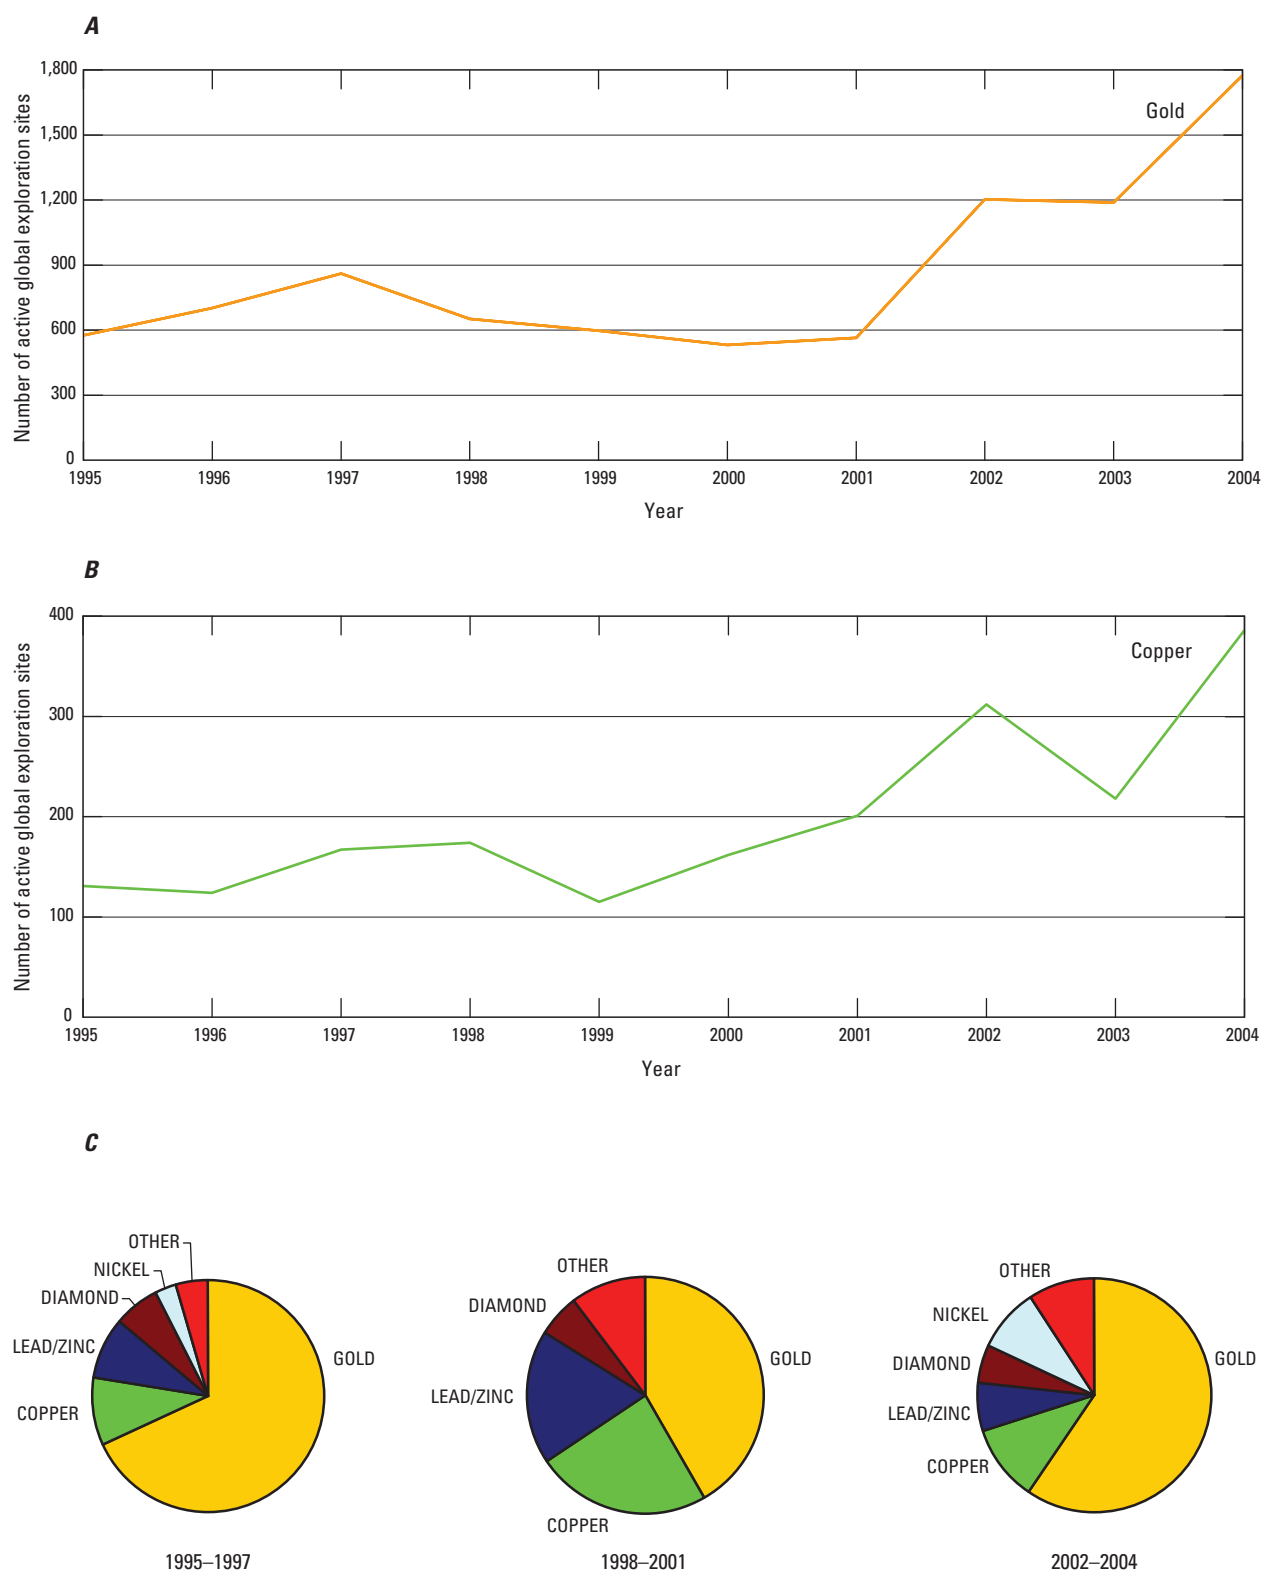 A
Number of active global exploration sites
1,800
1,500
1,200
900
600
300
0
Gold
1995 1996 1997 1998 1999 2000 2001 2002 2003 2004
Year
B
Number of active global exploration sites
400
300
200
100
0
Copper
1995 1996 1997 1998 1999 2000 2001 2002 2003 2004
Year
C
OTHER
NICKEL
DIAMOND
LEAD/ZINC
COPPER
GOLD
1995–1997
OTHER
DIAMOND
LEAD/ZINC
COPPER
GOLD
1998–2001
OTHER
NICKEL
DIAMOND
LEAD/ZINC
COPPER
GOLD
2002–2004